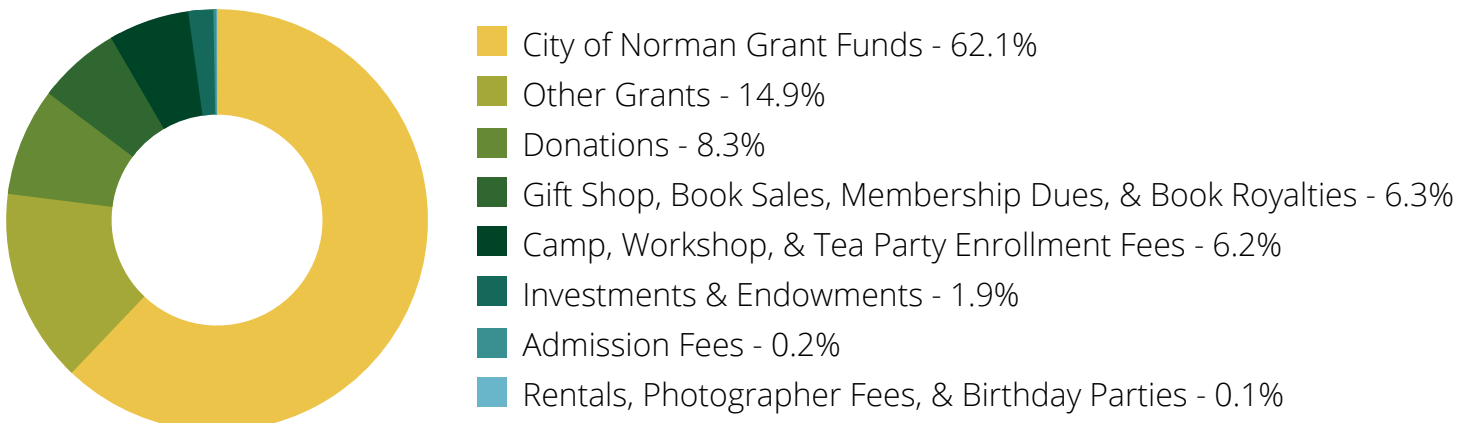 City of Norman Grant Funds - 62.1%
Other Grants - 14.9%
Donations - 8.3%
Gift Shop, Book Sales, Membership Dues, & Book Royalties - 6.3%
Camp, Workshop, & Tea Party Enrollment Fees - 6.2%
Investments & Endowments - 1.9%
Admission Fees - 0.2%
Rentals, Photographer Fees, & Birthday Parties - 0.1%